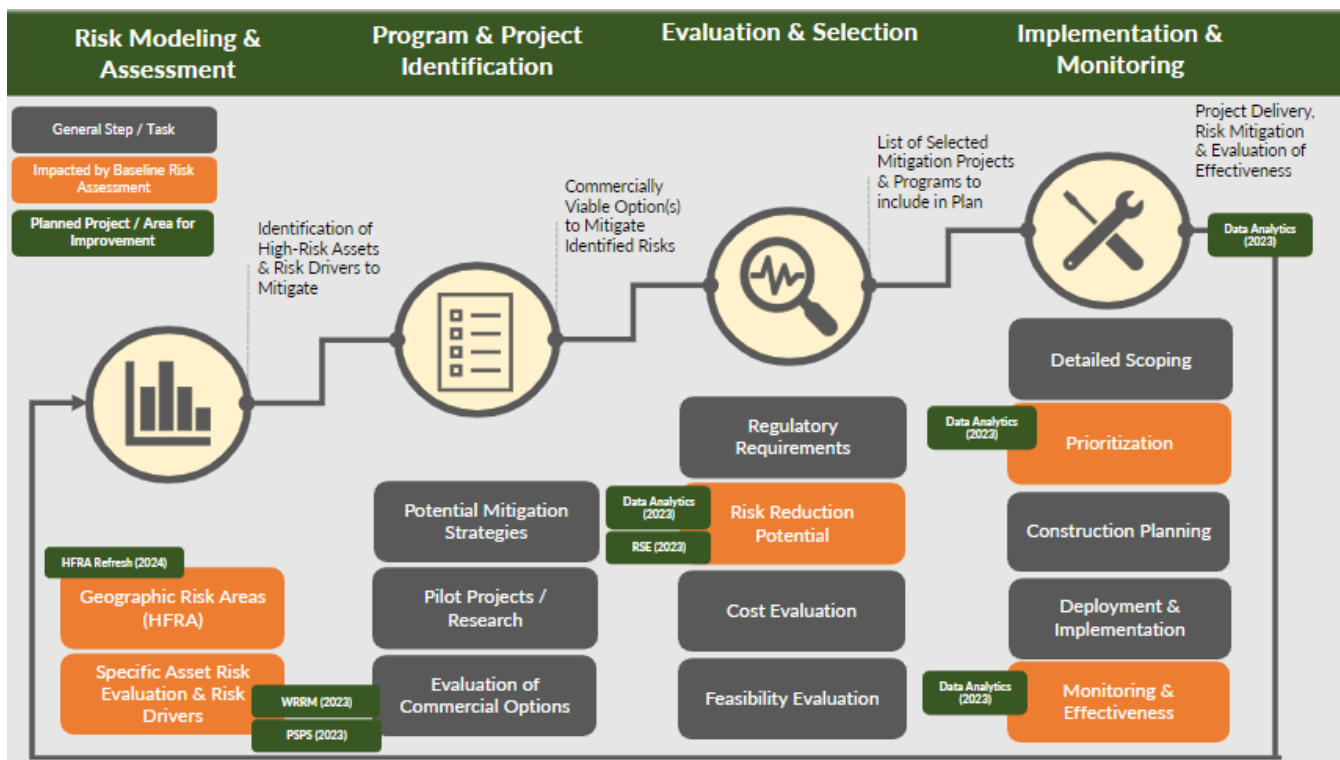 Risk Modeling &
Assessment
Program & Project
Identification
Evaluation & Selection
Implementation &
Monitoring
General Step / Task
Impacted by Baseline Risk
Assessment
Planned Project / Area for
Improvement
Identification of
High-Risk Assets
& Risk Drivers to
Mitigate
Commercially
Viable Option(s)
to Mitigate
Identified Risks
List of Selected
Mitigation Projects
& Programs to
include in Plan
Project Delivery,
Risk Mitigation
& Evaluation of
Effectiveness
Data Analytics
(2023)
HFRA Refresh (2024)
Geographic Risk Areas
(HFRA)
Specific Asset Risk
Evaluation & Risk
Drivers
WRRM (2023)
PSPS (2023)
Potential Mitigation
Strategies
Pilot Projects /
Research
Evaluation of
Commercial Options
Regulatory
Requirements
Data Analytics
(2023)
RSE (2023)
Risk Reduction
Potential
Cost Evaluation
Feasibility Evaluation
Detailed Scoping
Data Analytics
(2023)
Prioritization
Construction Planning
Deployment &
Implementation
Data Analytics
(2023)
Monitoring &
Effectiveness